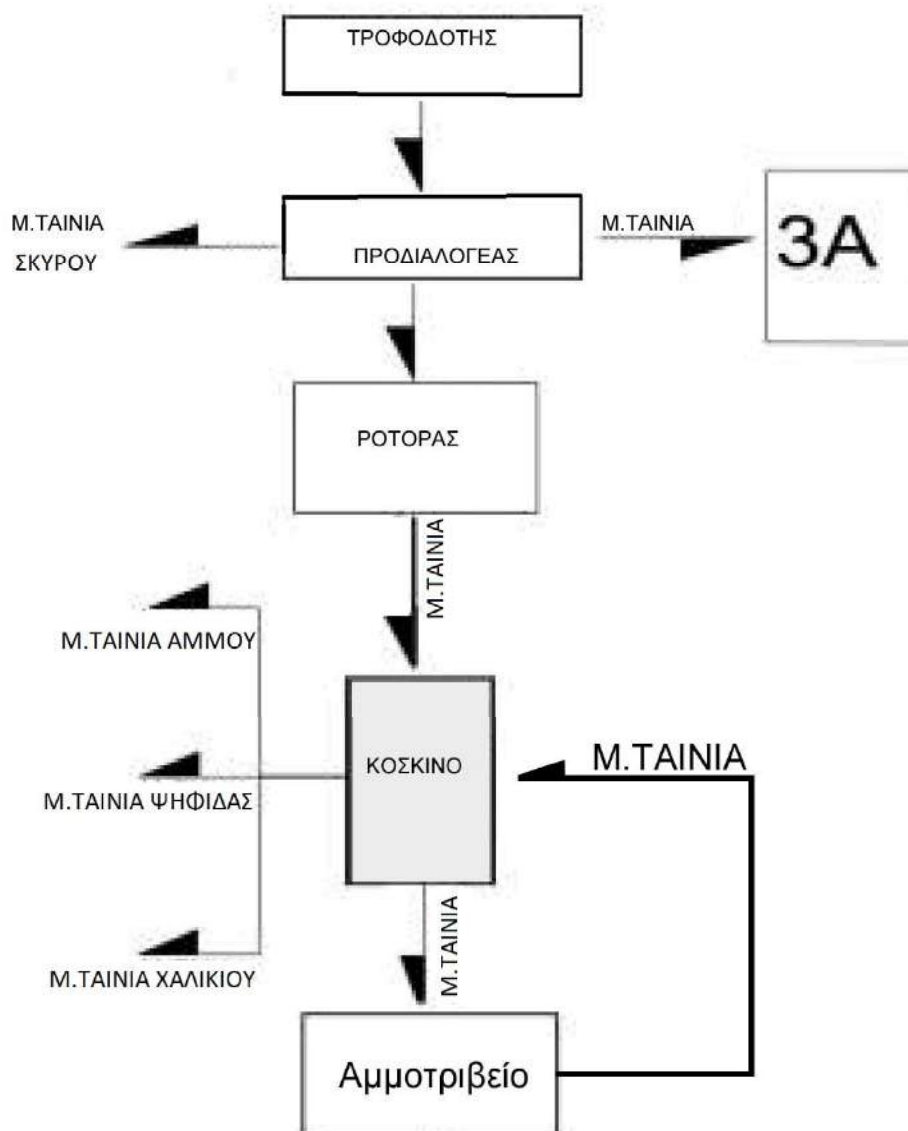 ΤΡΟΦΟΔΟΤΗΣ
Μ.ΤΑΙΝΙΑ
ΣΚΥΡΟΥ
ΠΡΟΔΙΑΛΟΓΕΑΣ
Μ.ΤΑΙΝΙΑ
3Α
ΡΟΤΟΡΑΣ
Μ.ΤΑΙΝΙΑ
Μ.ΤΑΙΝΙΑ ΑΜΜΟΥ
ΚΟΣΚΙΝΟ
Μ.ΤΑΙΝΙΑ
Μ.ΤΑΙΝΙΑ ΨΗΦΙΔΑΣ
Μ.ΤΑΙΝΙΑ
Μ.ΤΑΙΝΙΑ ΧΑΛΙΚΙΟΥ
Αμμοτριβείο